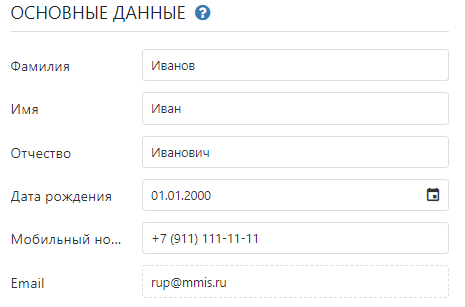 ОСНОВНЫЕ ДАННЫЕ ?
Фамилия Иванов
Имя Иван
Отчество Иванович
Дата рождения 01.01.2000
Мобильный но... +7 (911) 111-11-11
Email rup@mmis.ru